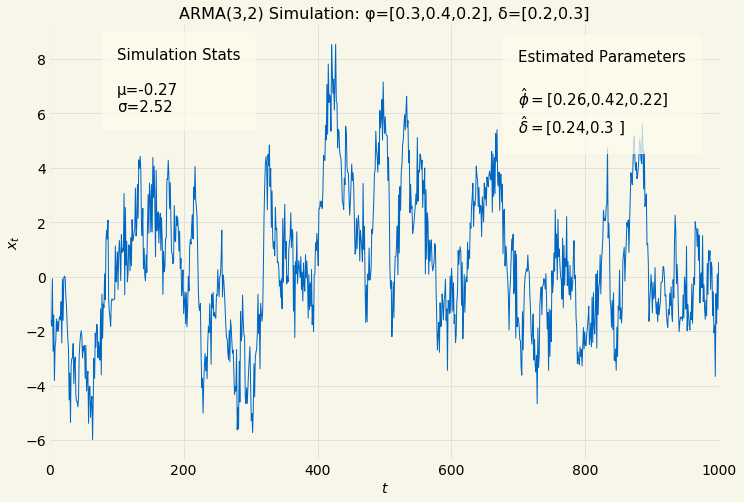 ARMA(3,2) Simulation: φ=[0.3,0.4,0.2], δ=[0.2,0.3]
Simulation Stats
μ=-0.27
σ=2.52
Estimated Parameters
ϕ̂ = [0.26,0.42,0.22]
δ̂ = [0.24,0.3 ]
8
6
4
2
0
−2
−4
−6
x_t
0 200 400 600 800 1000
t